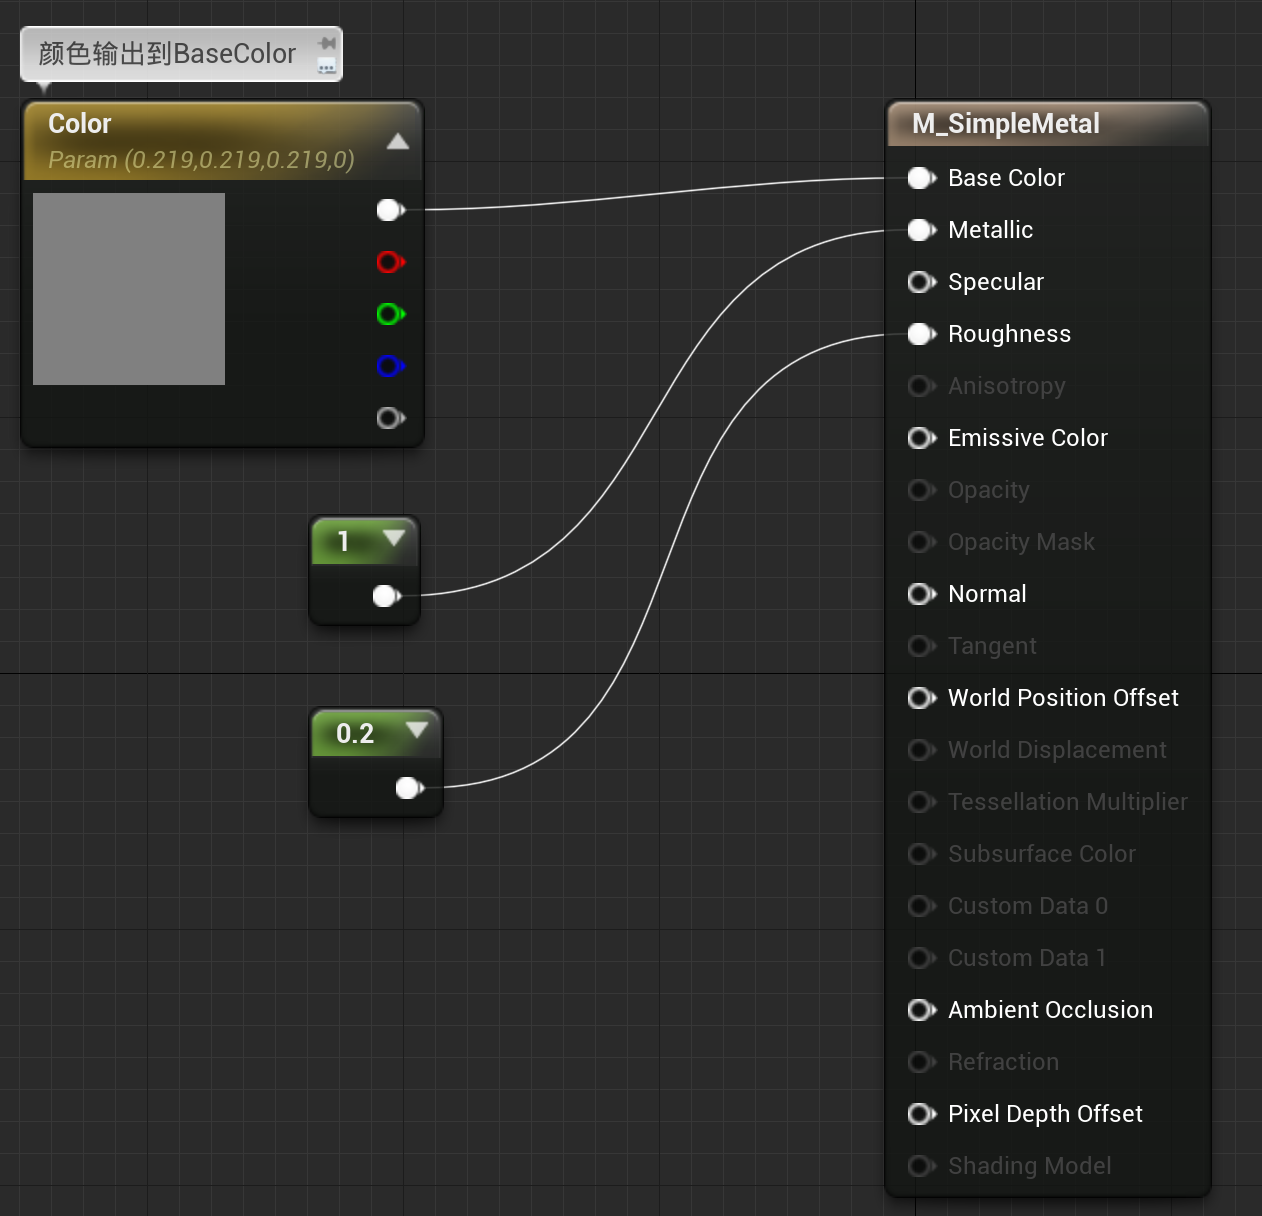 颜色输出到BaseColor
Color
Param (0.219,0.219,0.219,0)
1
0.2
M_SimpleMetal
Base Color
Metallic
Specular
Roughness
Anisotropy
Emissive Color
Opacity
Opacity Mask
Normal
Tangent
World Position Offset
World Displacement
Tessellation Multiplier
Subsurface Color
Custom Data 0
Custom Data 1
Ambient Occlusion
Refraction
Pixel Depth Offset
Shading Model